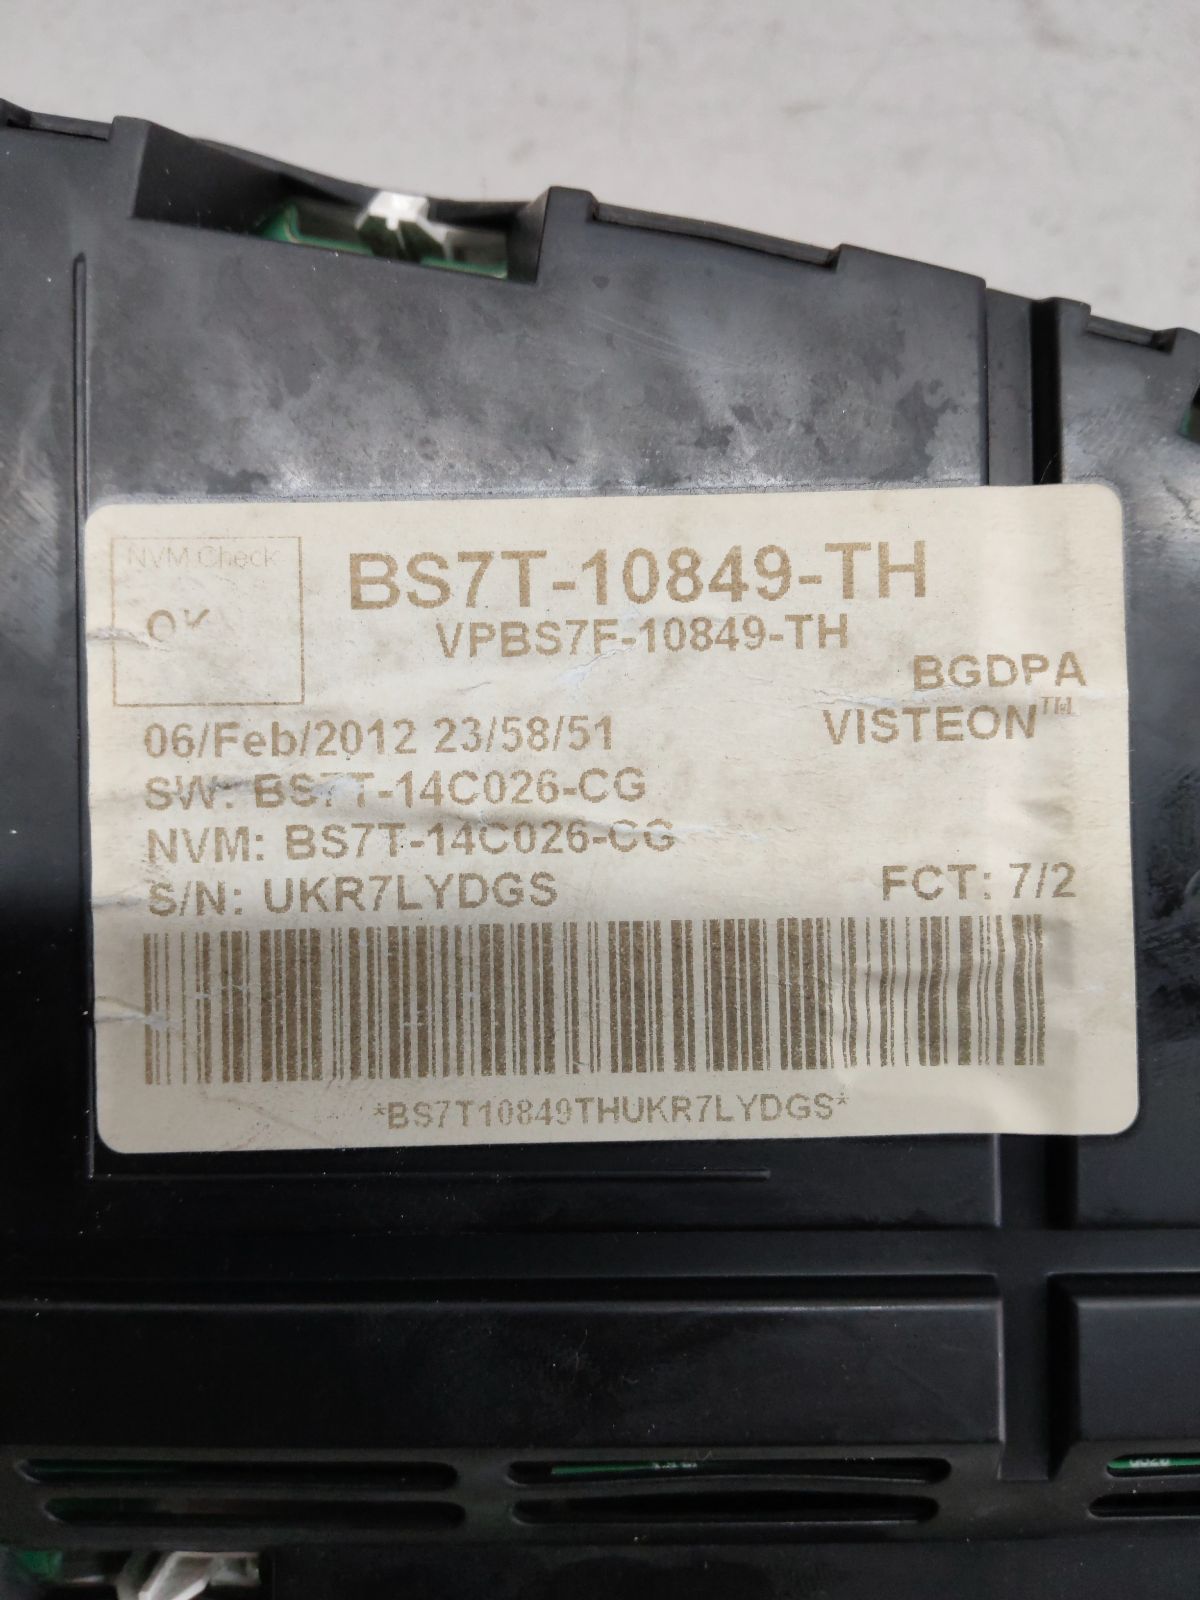 NVM Check
OK
BS7T-10849-TH
VPBS7F-10849-TH
BGDPA
VISTEON™
06/Feb/2012 23/58/51
SW: BS7T-14C026-CG
NVM: BS7T-14C026-CG
S/N: UKR7LYDGS
FCT: 7/2
*BS7T10849THUKR7LYDGS*